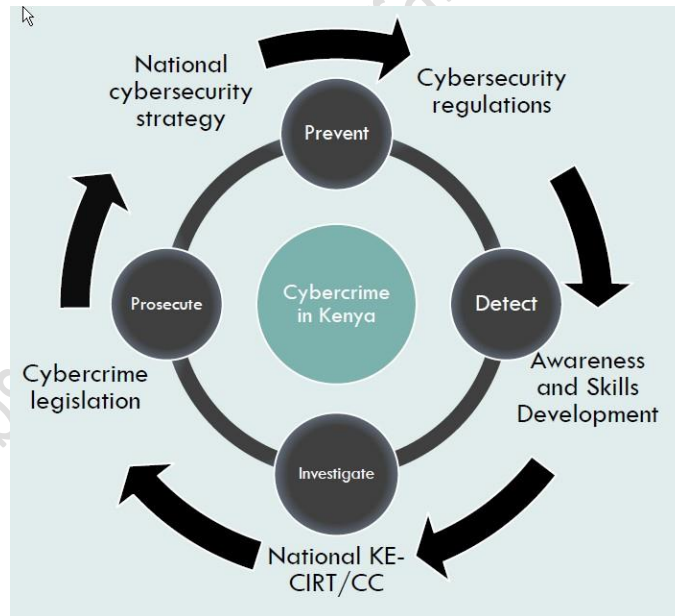 National
cybersecurity
strategy
Cybersecurity
regulations
Prevent
Prosecute
Cybercrime
in Kenya
Detect
Cybercrime
legislation
Awareness
and Skills
Development
Investigate
National KE-
CIRT/CC